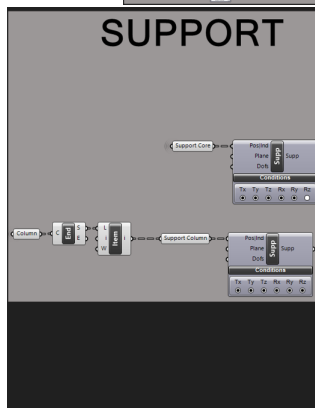 SUPPORT
Support Core
Pos|Ind
Plane
Dofs
Supp
Supp
Conditions
Tx Ty Tz Rx Ry Rz
Column
C
End
S
E
L
i
W
Item
i
Support Column
Pos|Ind
Plane
Dofs
Supp
Supp
Conditions
Tx Ty Tz Rx Ry Rz